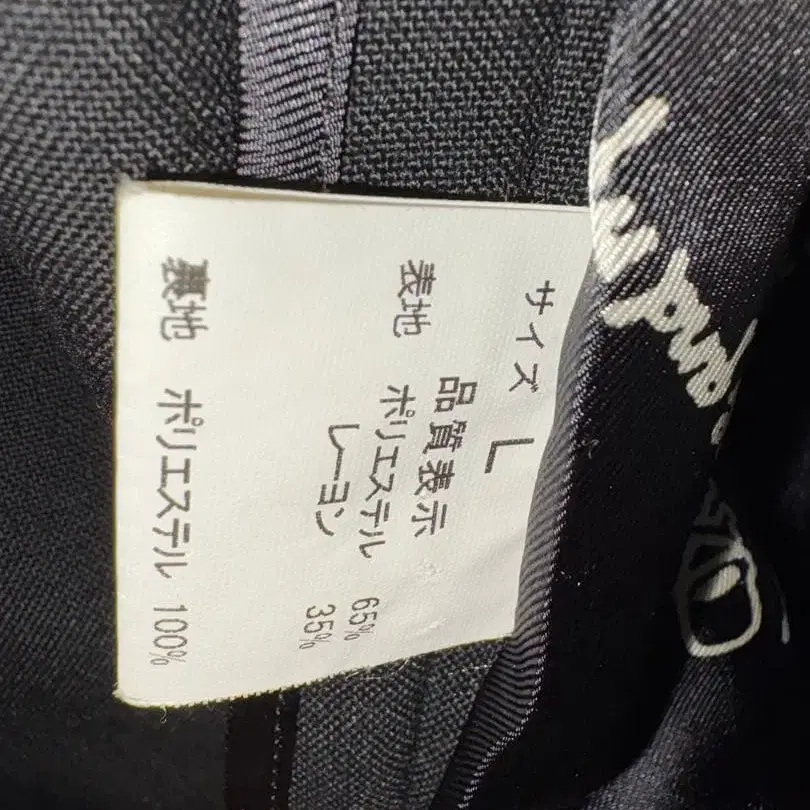 サイズ L
品質表示
表地 ポリエステル 65%
レーヨン 35%
裏地 ポリエステル 100%